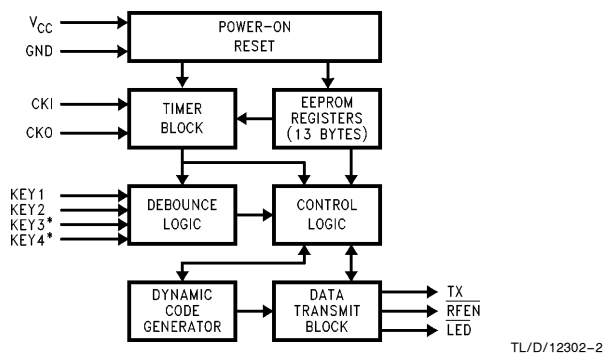 VCC
GND
POWER-ON
RESET
CKI
CKO
TIMER
BLOCK
EEPROM
REGISTERS
(13 BYTES)
KEY1
KEY2
KEY3*
KEY4*
DEBOUNCE
LOGIC
CONTROL
LOGIC
DYNAMIC
CODE
GENERATOR
DATA
TRANSMIT
BLOCK
TX
RFEN
LED
TL/D/12302-2